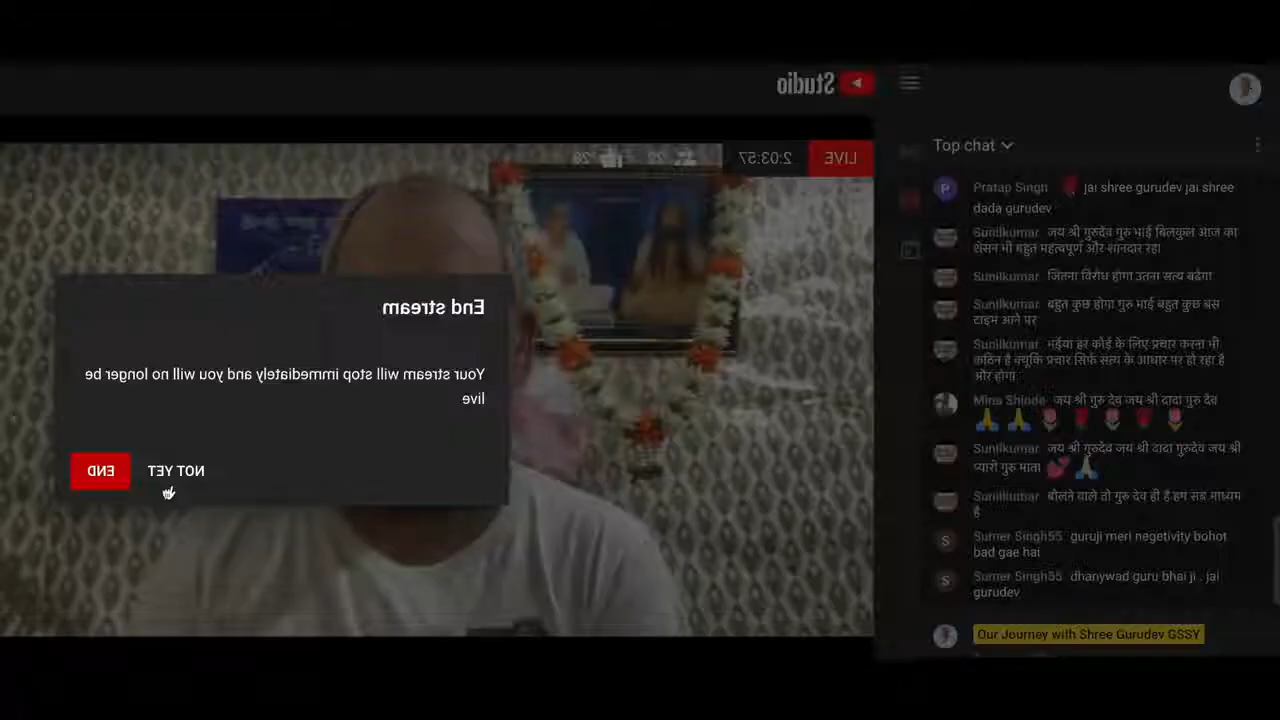 Studio
LIVE
2:03:57
22
28
End stream
Your stream will stop immediately and you will no longer be
live
NOT YET
END
Top chat
Pratap Singh jai shree gurudev jai shree
dada gurudev
Sunilkumar जय श्री गुरुदेव गुरु भाई बिलकुल आज का
शेसन भी बहुत महत्वपूर्ण और शानदार रहा
Sunilkumar जितना विरोध होगा उतना सत्य बढेगा
Sunilkumar बहुत कुछ होगा गुरु भाई बहुत कुछ बस
टाइम आने पर
Sunilkumar भईया हर कोई के लिए प्रचार करना भी
कठिन है क्यूकि प्रचार सिर्फ सत्य के आधार पर हो रहा है
और होगा
Mina Shinde जय श्री गुरु देव जय श्री दादा गुरु देव
Sunilkumar जय श्री गुरुदेव जय श्री दादा गुरुदेव जय श्री
प्यारी गुरु माता
Sunilkumar बोलने वाले तो गुरु देव ही हैं हम सब माध्यम
है
Sumer Singh55 guruji meri negetivity bohot
bad gae hai
Sumer Singh55 dhanywad guru bhai ji . jai
gurudev
Our Journey with Shree Gurudev GSSY